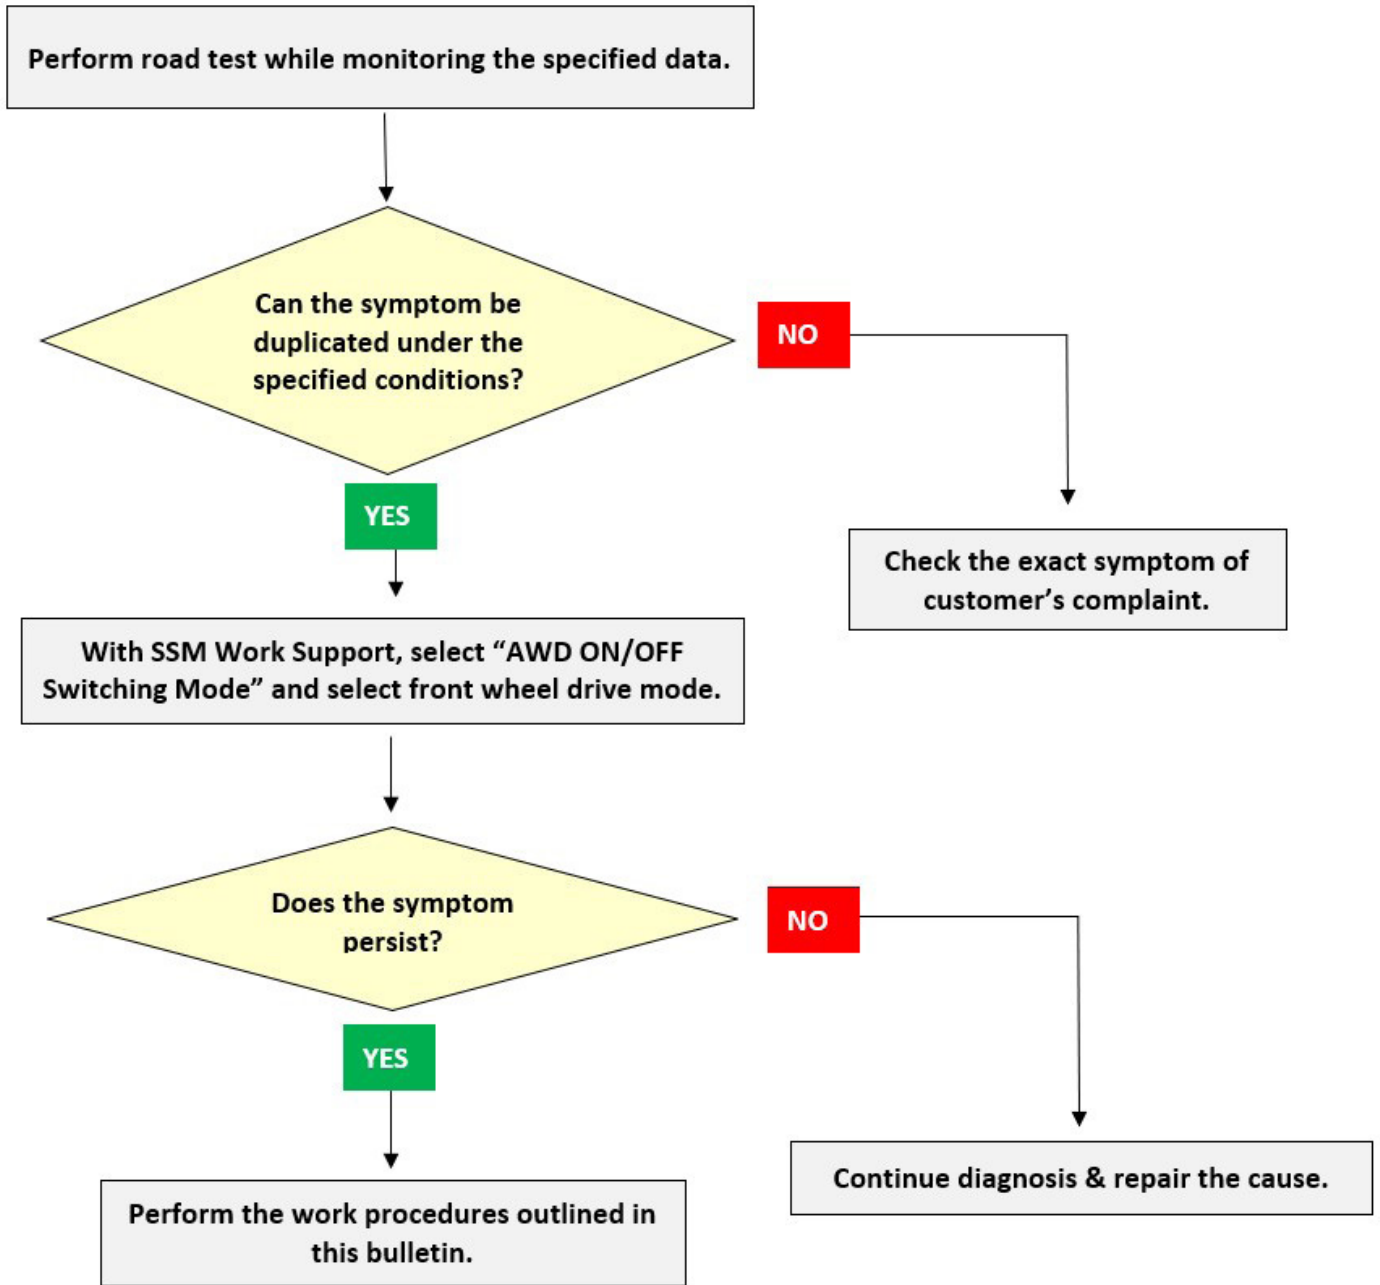 Perform road test while monitoring the specified data.
Can the symptom be
duplicated under the
specified conditions?
NO
YES
Check the exact symptom of
customer’s complaint.
With SSM Work Support, select “AWD ON/OFF
Switching Mode” and select front wheel drive mode.
Does the symptom
persist?
NO
YES
Continue diagnosis & repair the cause.
Perform the work procedures outlined in
this bulletin.